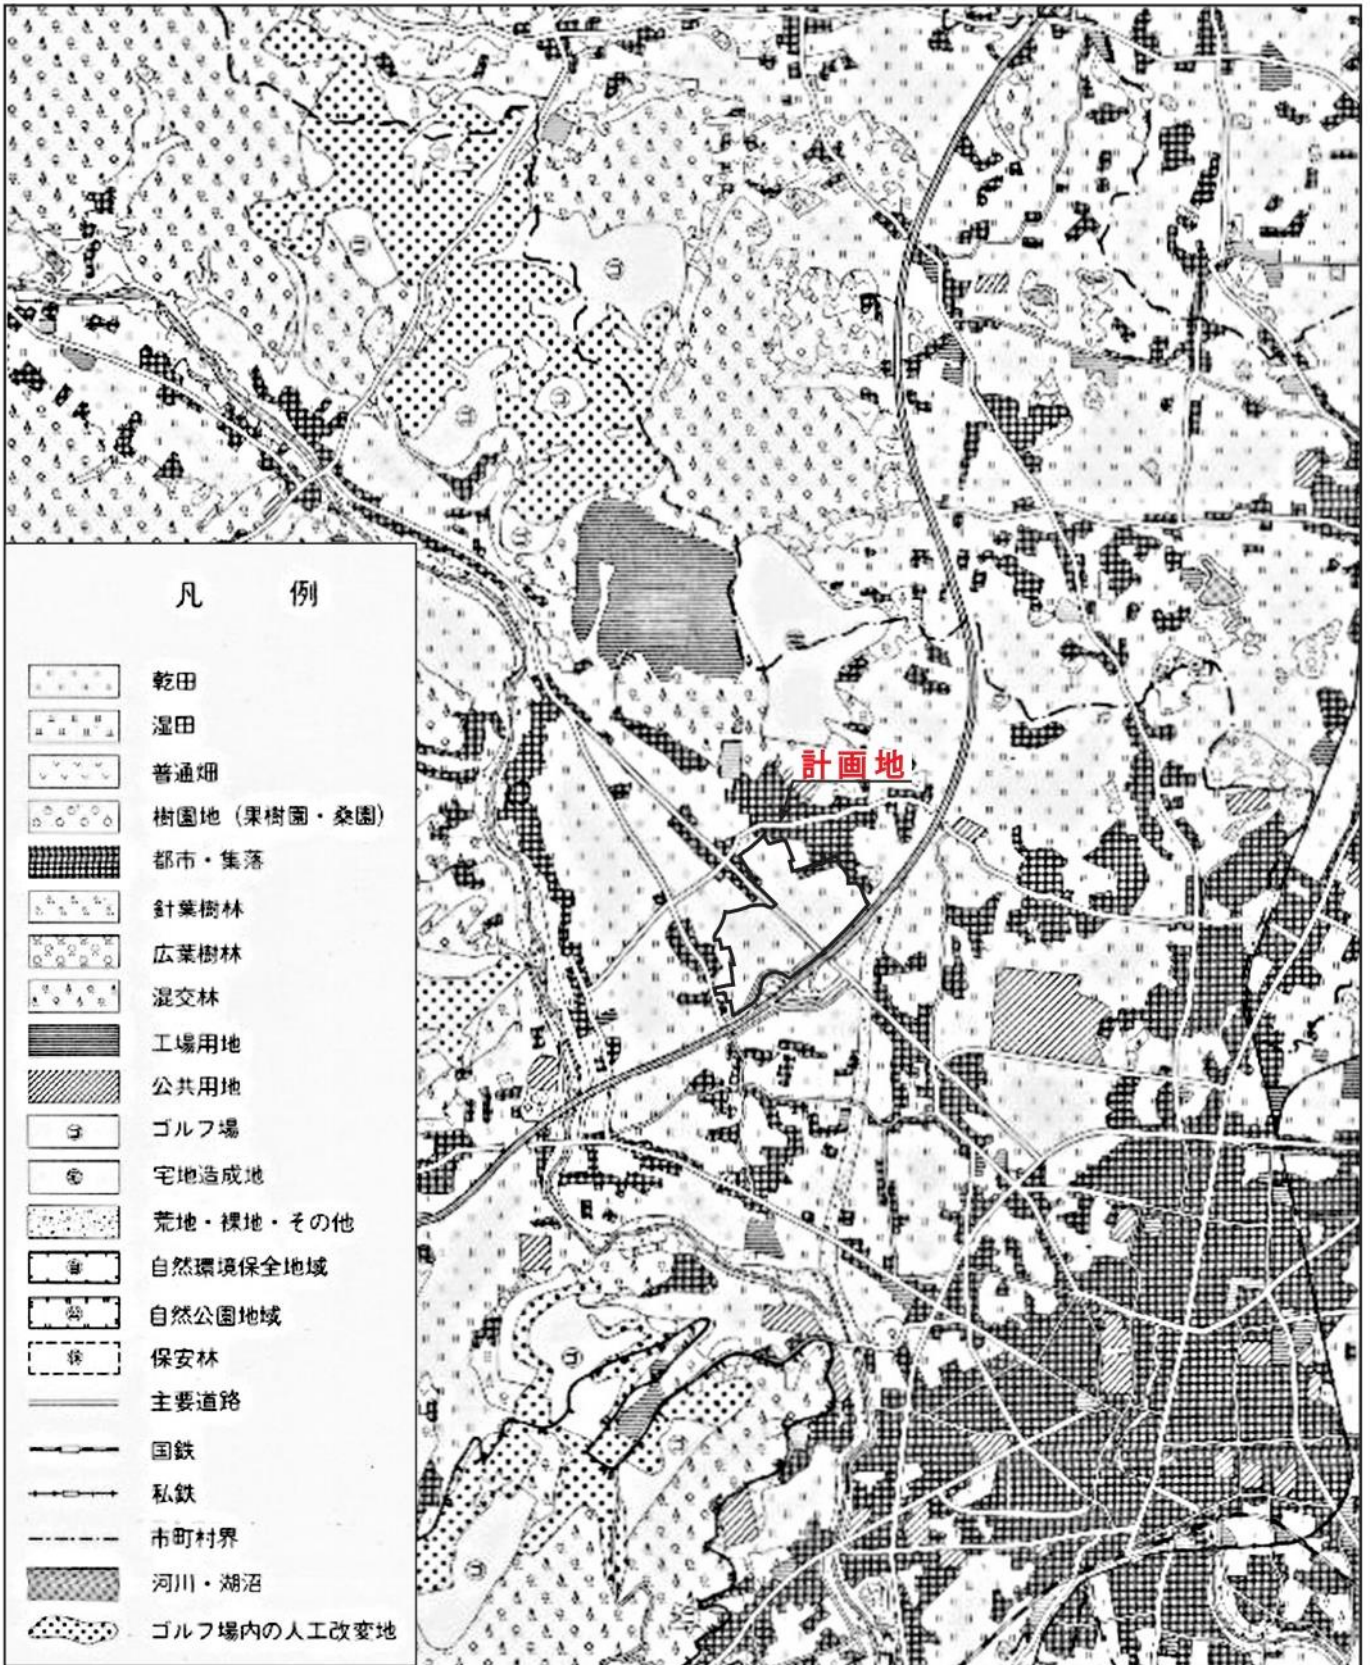 計画地
凡 例
乾田
湿田
普通畑
樹園地（果樹園・桑園）
都市・集落
針葉樹林
広葉樹林
混交林
工場用地
公共用地
ゴルフ場
宅地造成地
荒地・裸地・その他
自然環境保全地域
自然公園地域
保安林
主要道路
国鉄
私鉄
市町村界
河川・湖沼
ゴルフ場内の人工改変地